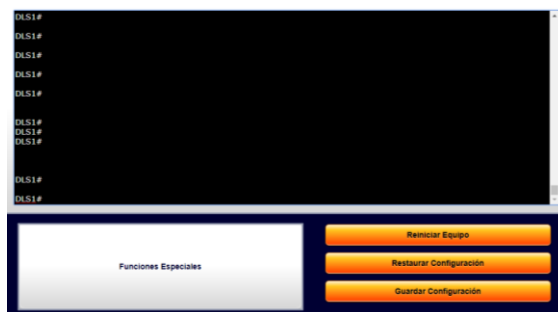 DLS1#
DLS1#
DLS1#
DLS1#
DLS1#
DLS1#
DLS1#
DLS1#
DLS1#
DLS1#
Funciones Especiales
Reiniciar Equipo
Restaurar Configuración
Guardar Configuración